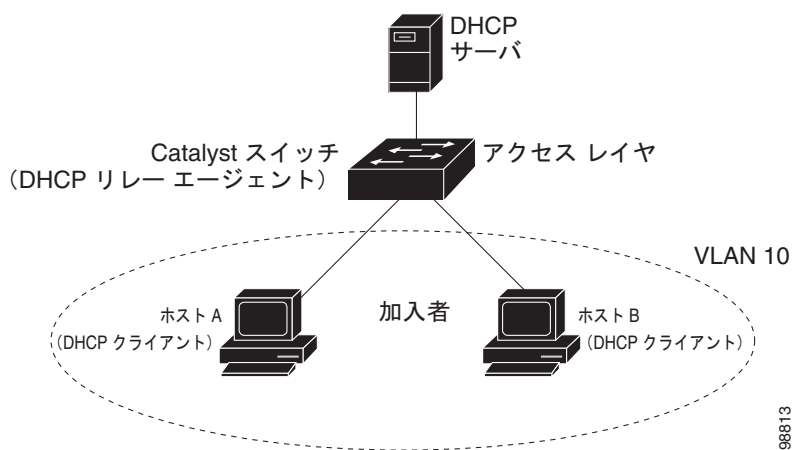 DHCP
サーバ
Catalyst スイッチ
(DHCP リレー エージェント)
アクセス レイヤ
VLAN 10
ホスト A
(DHCP クライアント)
加入者
ホスト B
(DHCP クライアント)
98813